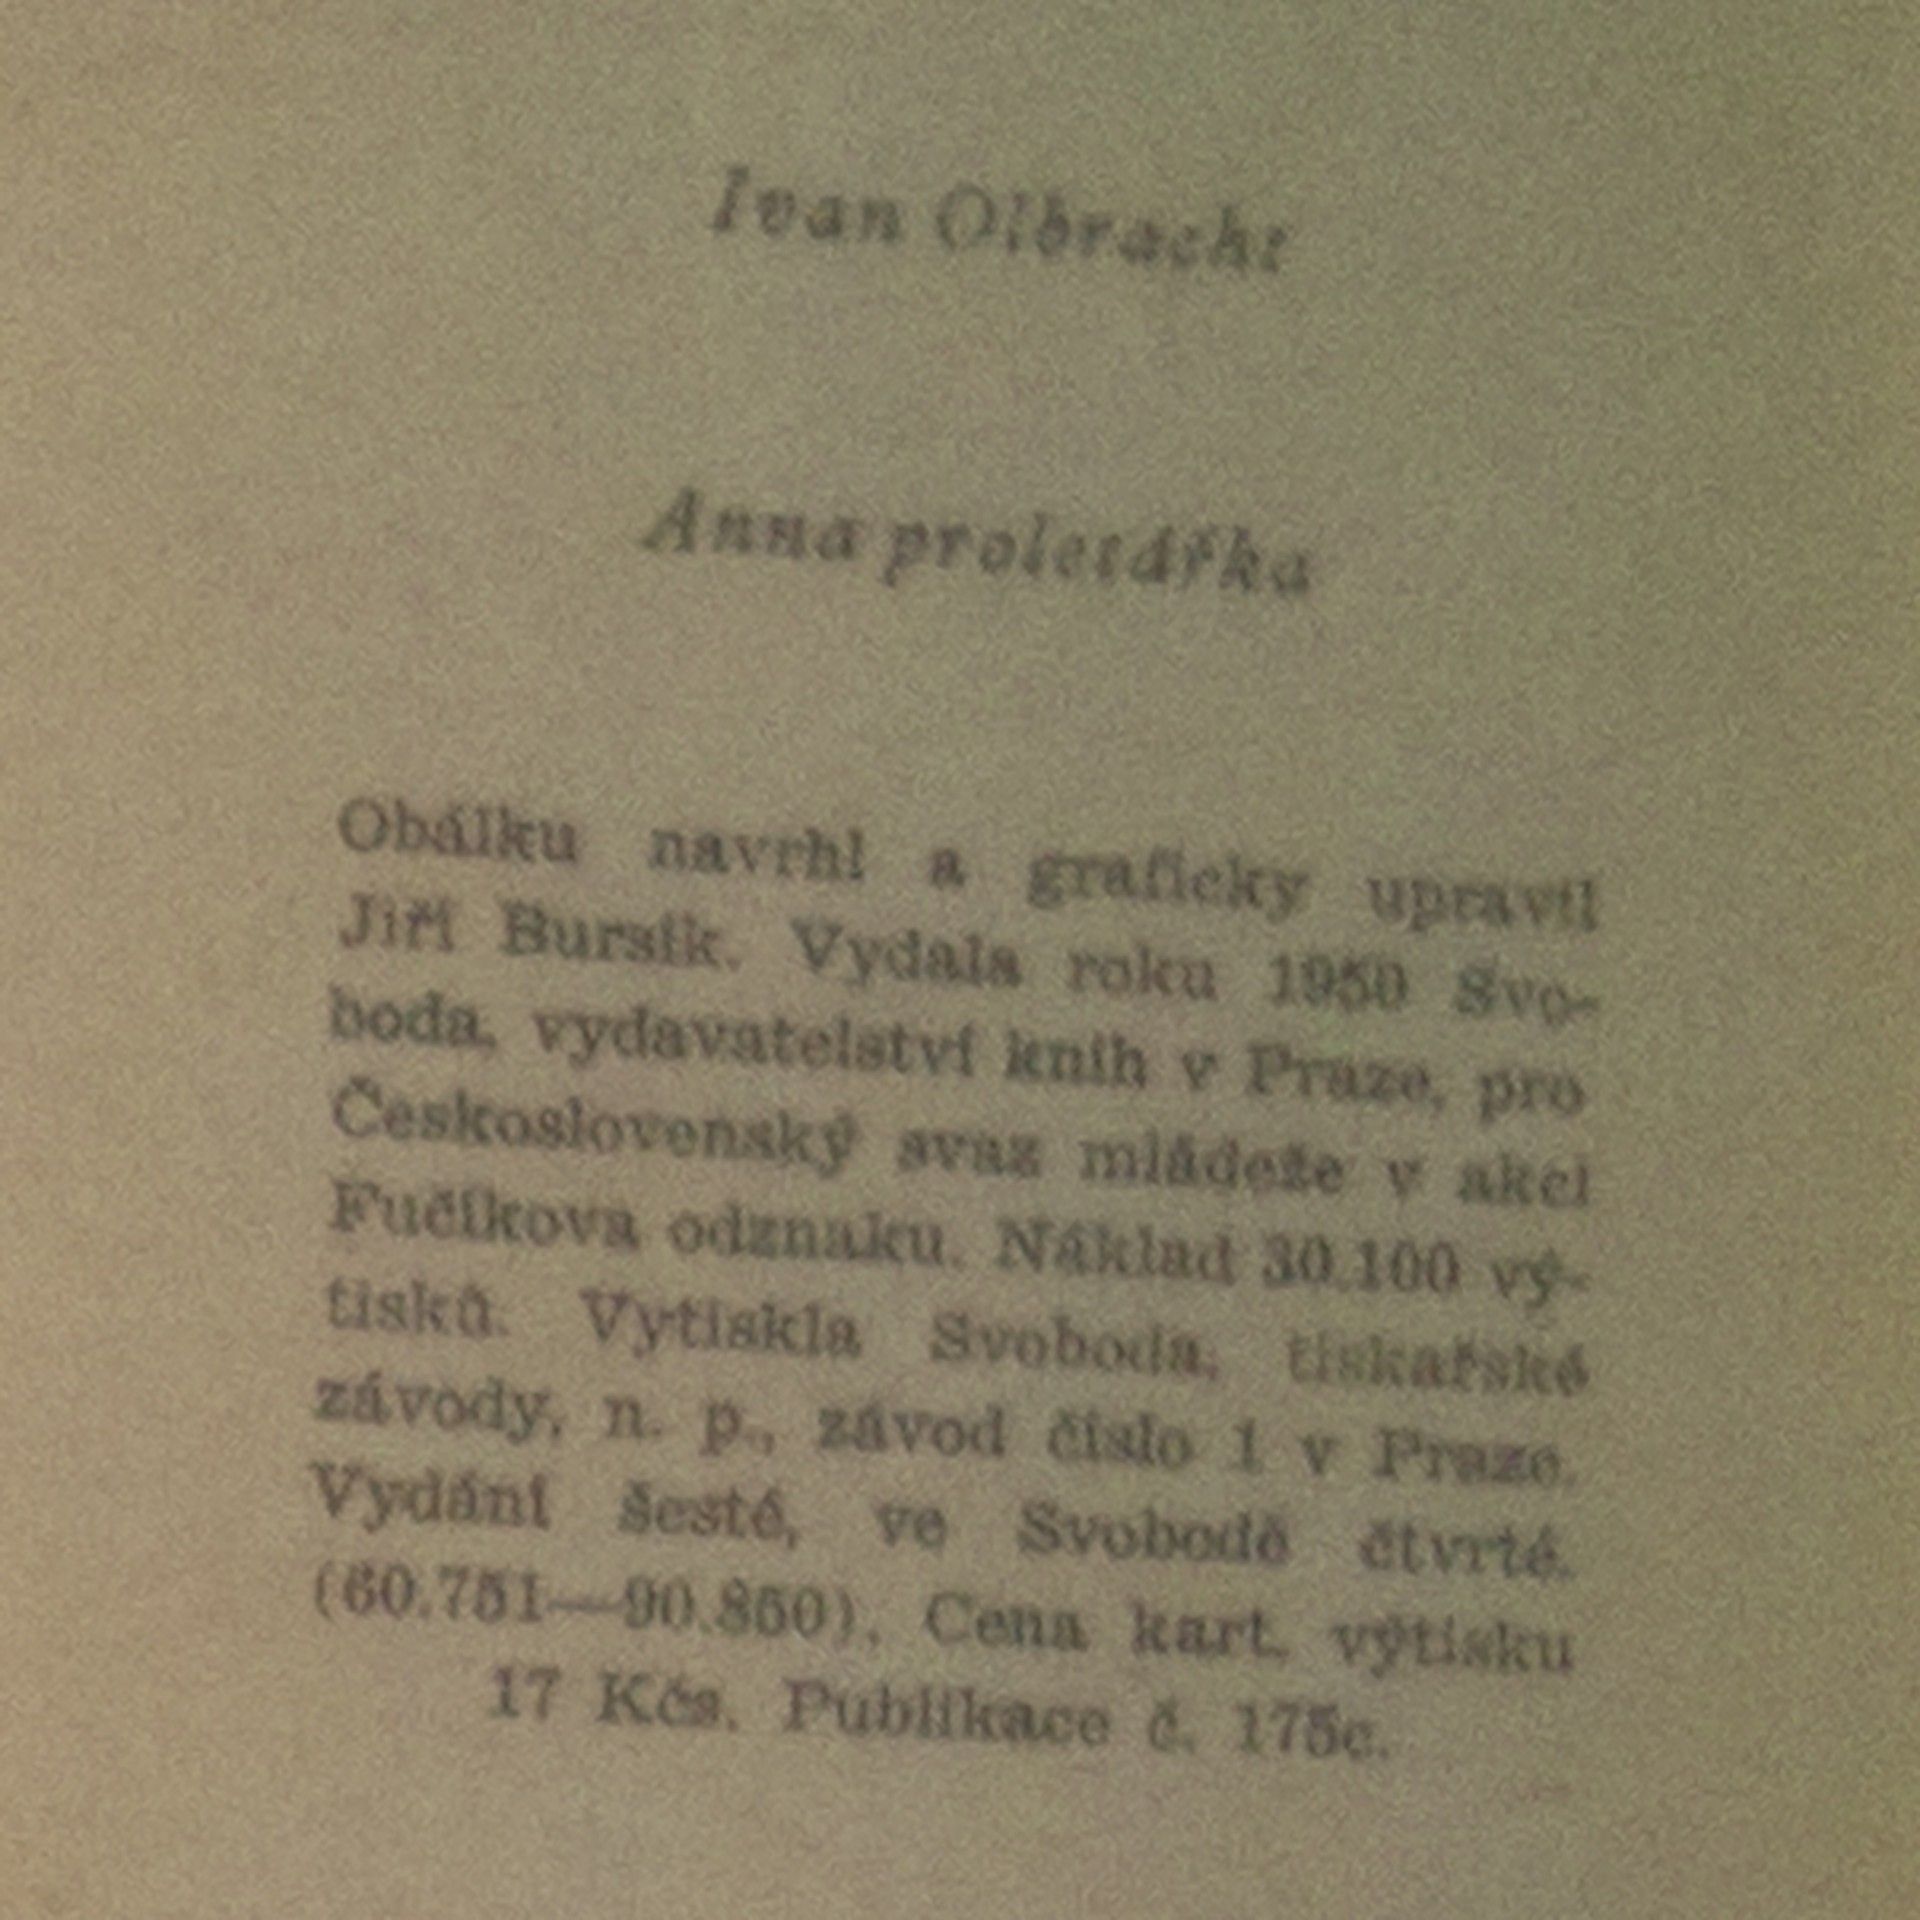 Ivan Olbracht
Anna proletářka
Obálku navrhl a graficky upravil
Jiří Bursík. Vydala roku 1950 Svo-
boda, vydavatelství knih v Praze, pro
Československý svaz mládeže v akci
Fučíkova odznaku. Náklad 30.100 vý-
tisků. Vytiskla Svoboda, tiskařské
závody, n. p., závod číslo 1 v Praze.
Vydání šesté, ve Svobodě čtvrté.
(60.751—90.850). Cena kart. výtisku
17 Kčs. Publikace č. 175c.